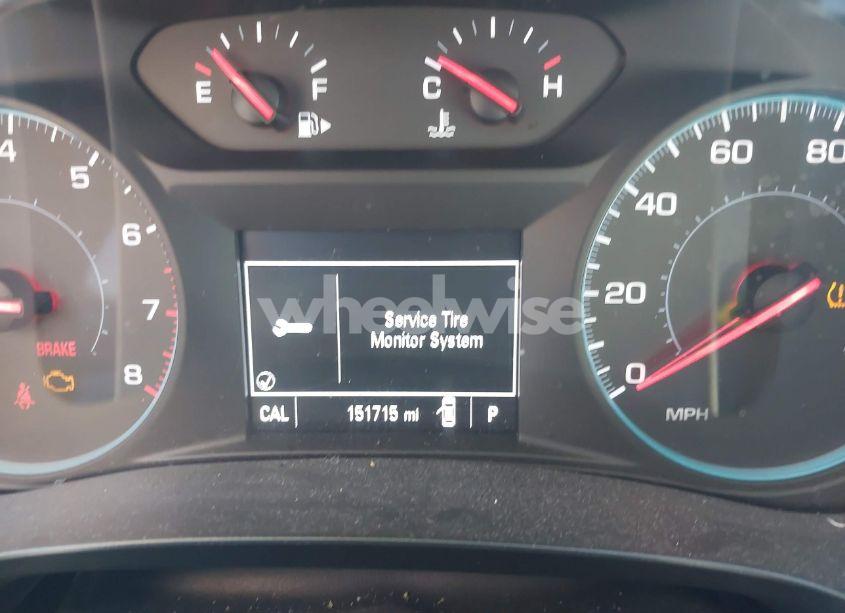 E F C H
4 5 6 7 8
BRAKE
wheelwise
Service Tire
Monitor System
CAL 151715 mi P
0 20 40 60 80
MPH